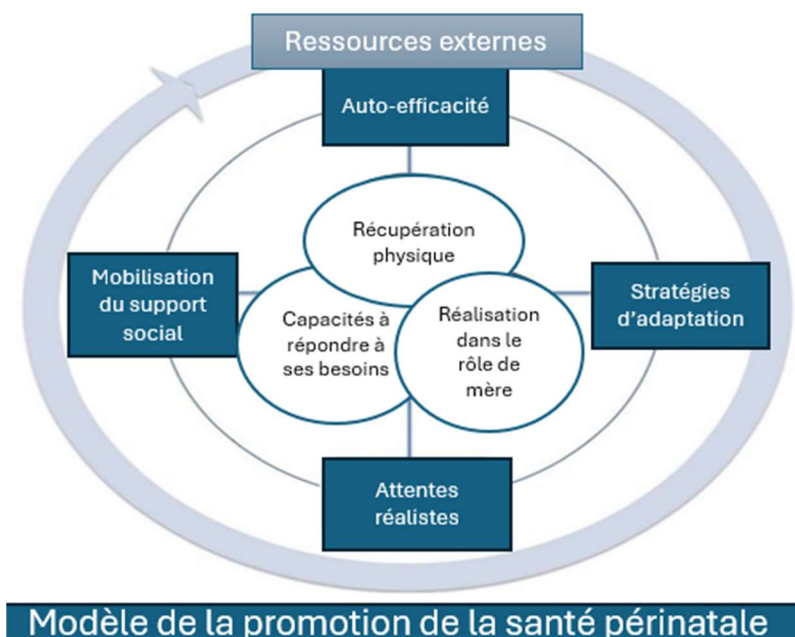 Ressources externes
Auto-efficacité
Récupération
physique
Mobilisation
du support
social
Stratégies
d'adaptation
Capacités à
répondre à
ses besoins
Réalisation
dans le
rôle de
mère
Attentes
réalistes
Modèle de la promotion de la santé périnatale